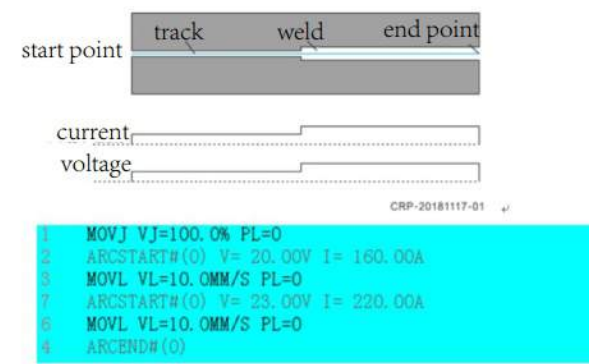 track weld end point
start point
current
voltage
CRP-20181117-01
1 MOVJ VJ=100.0% PL=0
2 ARCSTART#(0) V= 20.00V I= 160.00A
3 MOVL VL=10.0MM/S PL=0
7 ARCSTART#(0) V= 23.00V I= 220.00A
6 MOVL VL=10.0MM/S PL=0
4 ARCEND#(0)